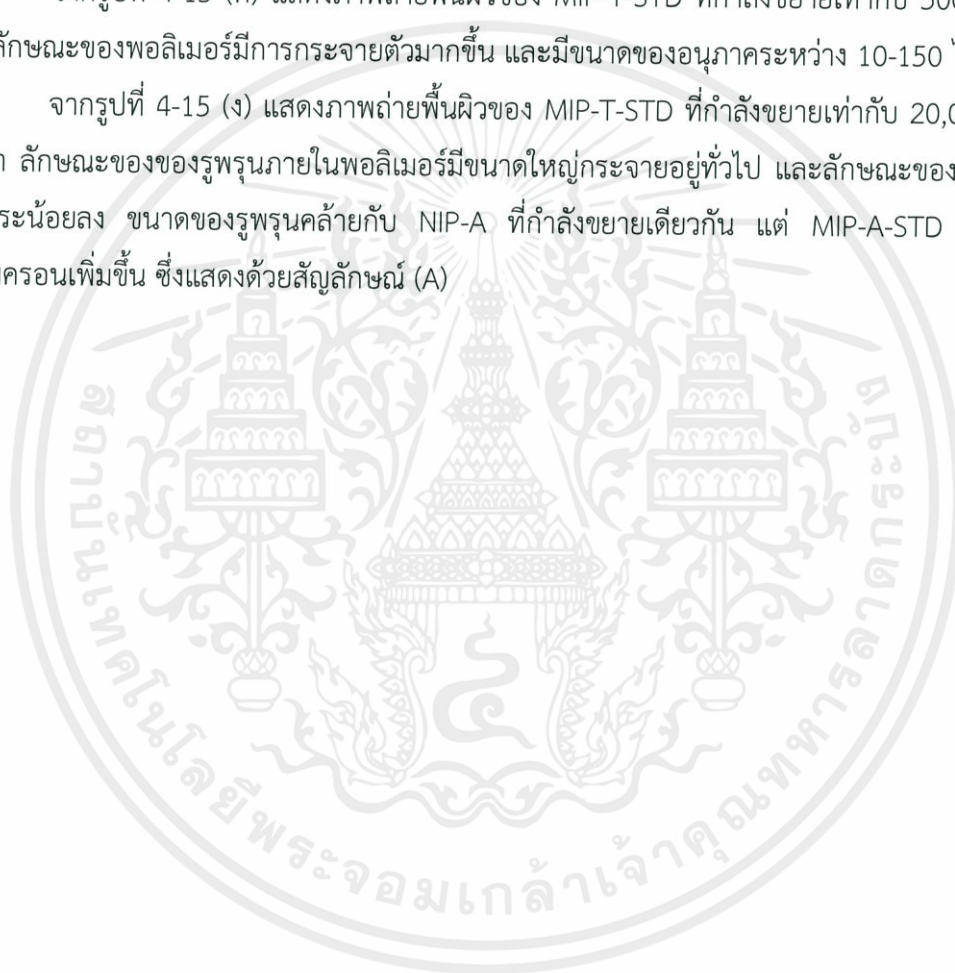 จากรูปที่ 4-15 (ค) แสดงภาพถ่ายพื้นผิวของ MIP-T-STD ที่กำลังขยายเท่ากับ
ลักษณะของพอลิเมอร์มีการกระจายตัวมากขึ้น และมีขนาดของอนุภาคระหว่าง 10-150
จากรูปที่ 4-15 (ง) แสดงภาพถ่ายพื้นผิวของ MIP-T-STD ที่กำลังขยายเท่ากับ 20,0
ลักษณะของของรูพรุนภายในพอลิเมอร์มีขนาดใหญ่กระจายอยู่ทั่วไป และลักษณะของ
ระน้อยลง ขนาดของรูพรุนคล้ายกับ NIP-A ที่กำลังขยายเดียวกัน แต่ MIP-A-STD
ครอนเพิ่มขึ้น ซึ่งแสดงด้วยสัญลักษณ์ (A)
สถาบันเทคโนโลยีพระจอมเกล้าเจ้าคุณทหารลาดกระบัง